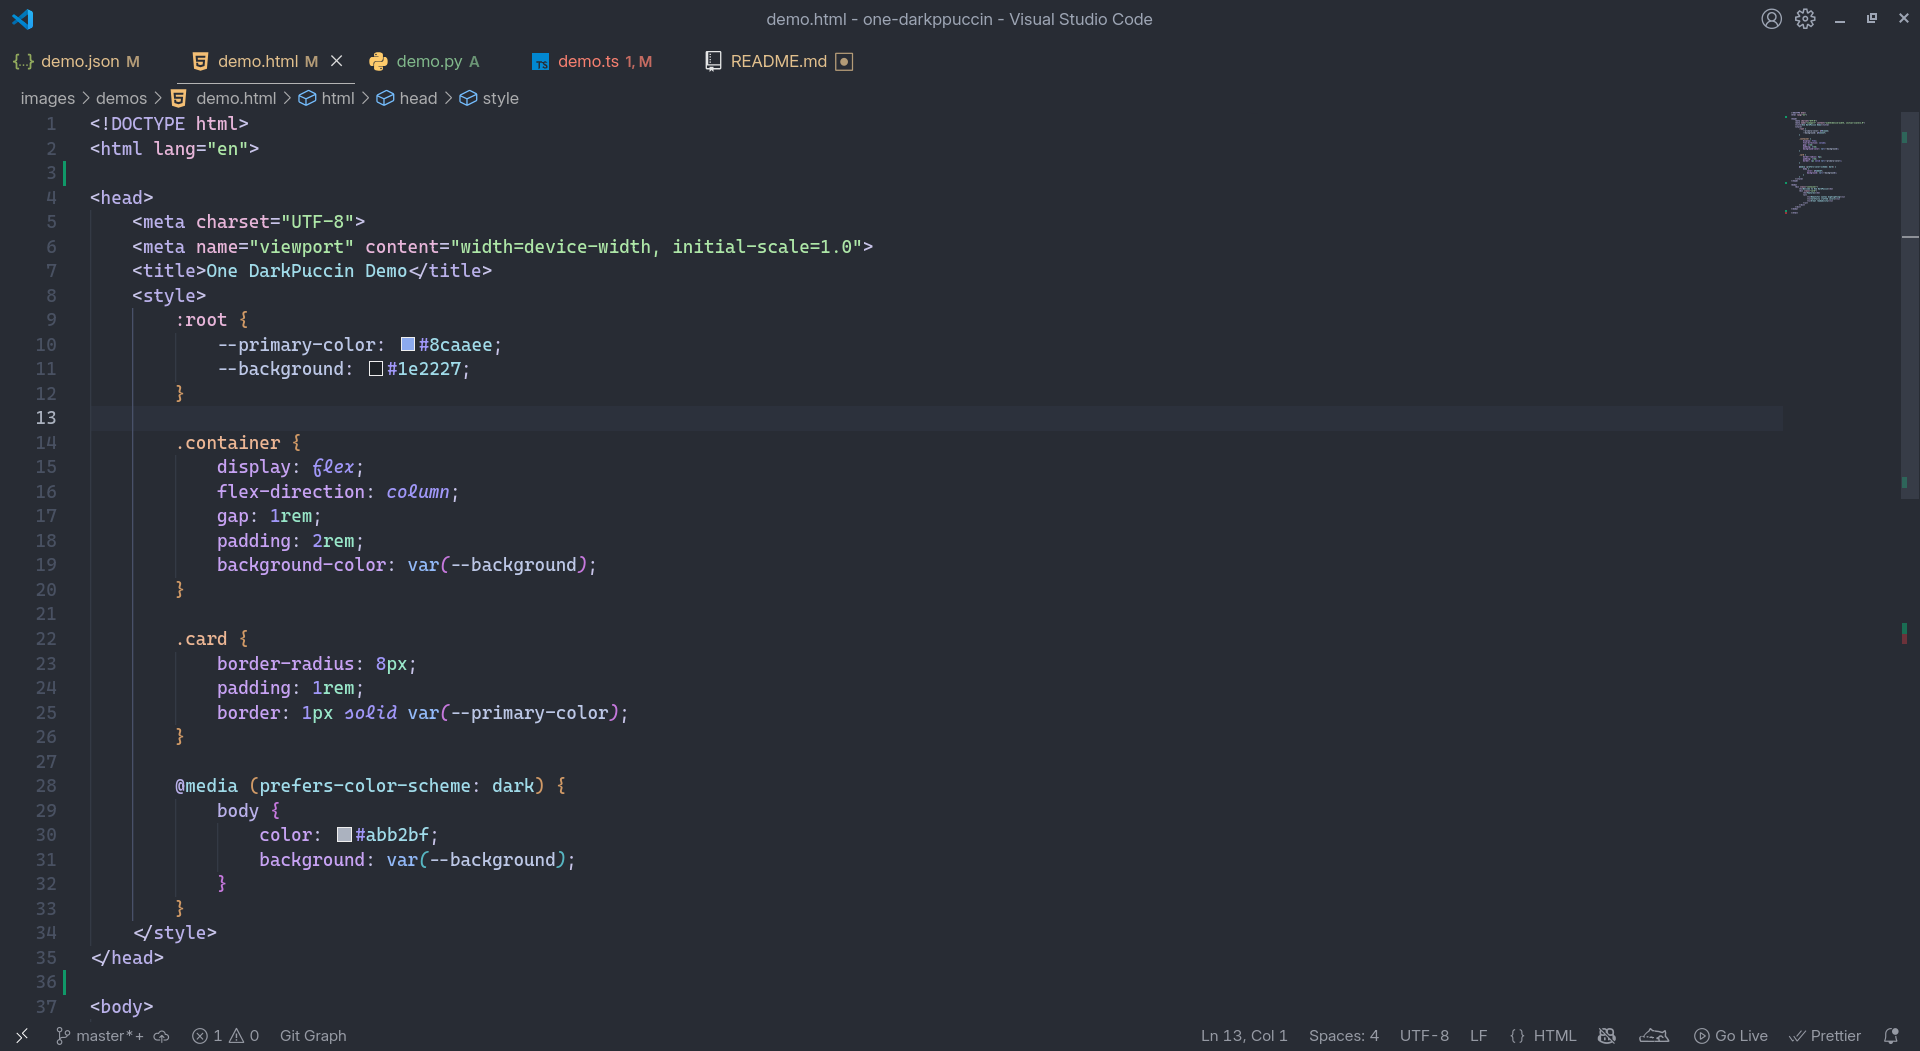 demo.html - one-darkppuccin - Visual Studio Code
{..} demo.json M demo.html M demo.py A TS demo.ts 1, M README.md
images > demos > demo.html > html > head > style
1 <!DOCTYPE html>
2 <html lang="en">
3
4 <head>
5 <meta charset="UTF-8">
6 <meta name="viewport" content="width=device-width, initial-scale=1.0">
7 <title>One DarkPuccin Demo</title>
8 <style>
9 :root {
10 --primary-color: #8caaee;
11 --background: #1e2227;
12 }
13
14 .container {
15 display: flex;
16 flex-direction: column;
17 gap: 1rem;
18 padding: 2rem;
19 background-color: var(--background);
20 }
21
22 .card {
23 border-radius: 8px;
24 padding: 1rem;
25 border: 1px solid var(--primary-color);
26 }
27
28 @media (prefers-color-scheme: dark) {
29 body {
30 color: #abb2bf;
31 background: var(--background);
32 }
33 }
34 </style>
35 </head>
36
37 <body>
master*+ 1 0 Git Graph Ln 13, Col 1 Spaces: 4 UTF-8 LF {} HTML Go Live Prettier